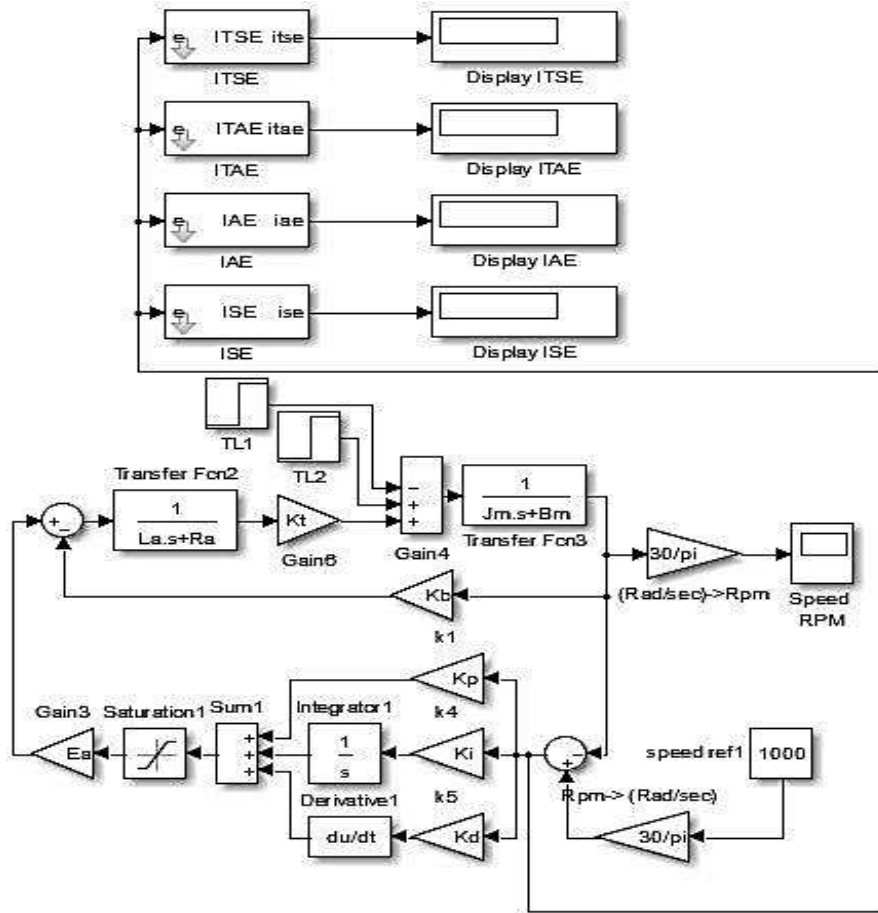 e ITSE itse
ITSE
Display ITSE
e ITAE itae
ITAE
Display ITAE
e IAE iae
IAE
Display IAE
e ISE ise
ISE
Display ISE
TL1
TL2
Transfer Fcn2
1
La.s+Ra
Kt
Gain6
Gain4
1
Jm.s+Bm
Transfer Fcn3
30/pi
(Rad/sec)->Rpm
Speed
RPM
Kb
k1
Kp
k4
Gain3
Saturation1
Sum1
Integrator1
Ea
1
s
Ki
k5
speed ref1
1000
Derivative1
du/dt
Kd
Rpm-> (Rad/sec)
30/pi